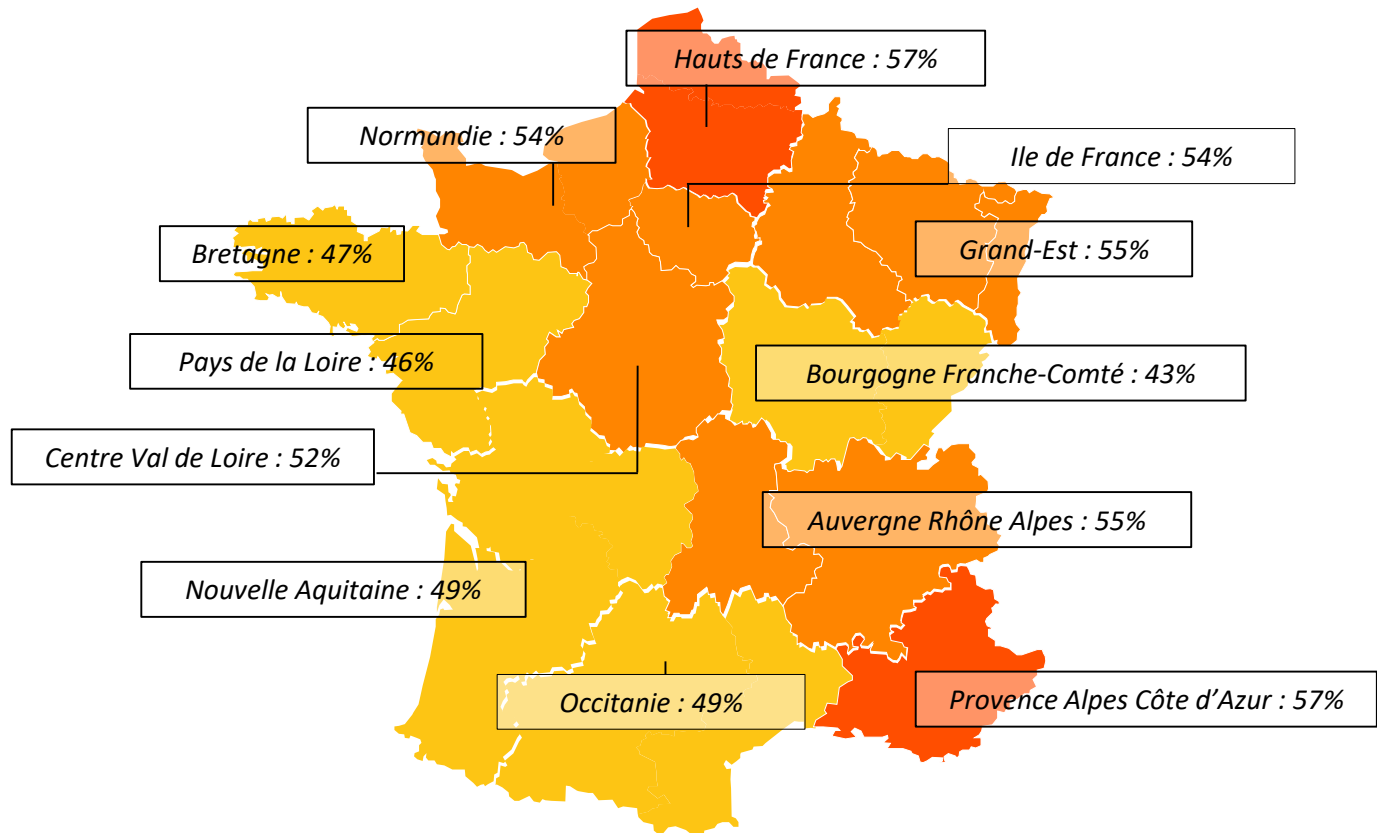 Hauts de France : 57%
Normandie : 54%
Ile de France : 54%
Bretagne : 47%
Grand-Est : 55%
Pays de la Loire : 46%
Bourgogne Franche-Comté : 43%
Centre Val de Loire : 52%
Auvergne Rhône Alpes : 55%
Nouvelle Aquitaine : 49%
Occitanie : 49%
Provence Alpes Côte d’Azur : 57%